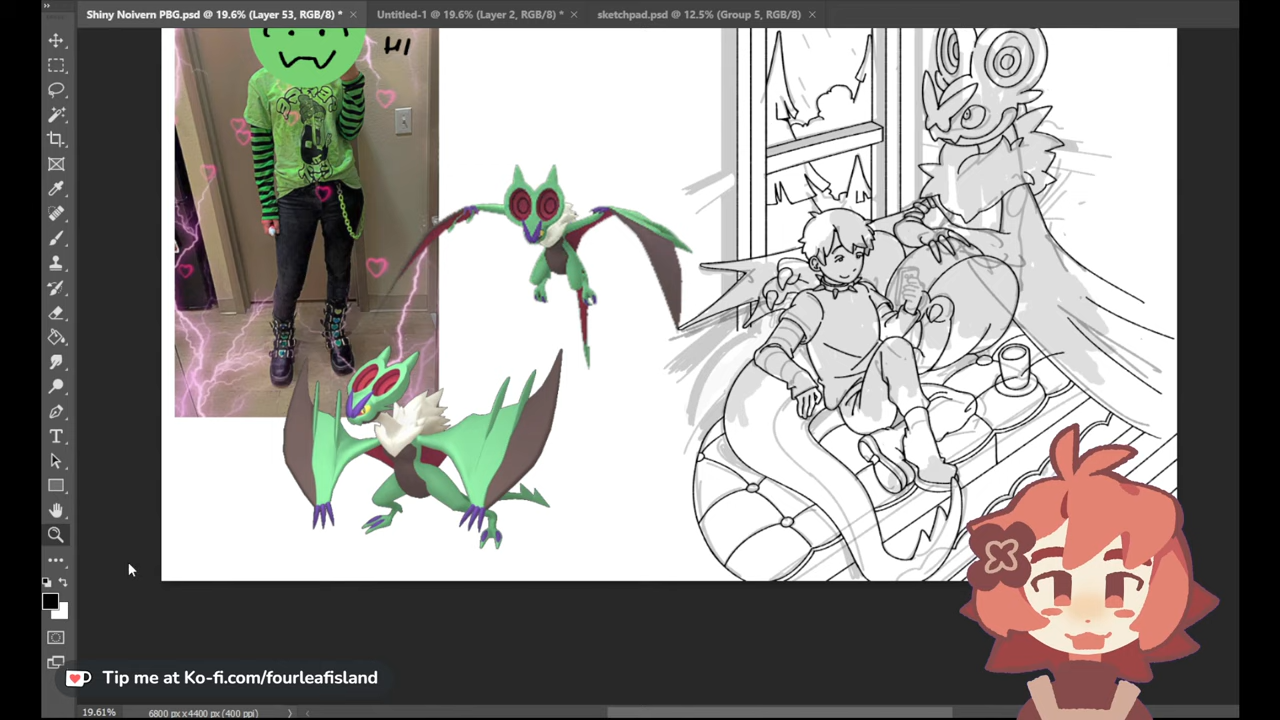 Shiny Noivern PBG.psd @ 19.6% (Layer 53, RGB/8) *
Untitled-1 @ 19.6% (Layer 2, RGB/8) *
sketchpad.psd @ 12.5% (Group 5, RGB/8)
HI
Tip me at Ko-fi.com/fourleafisland
19.61%
6800 px x 4400 px (400 ppi)